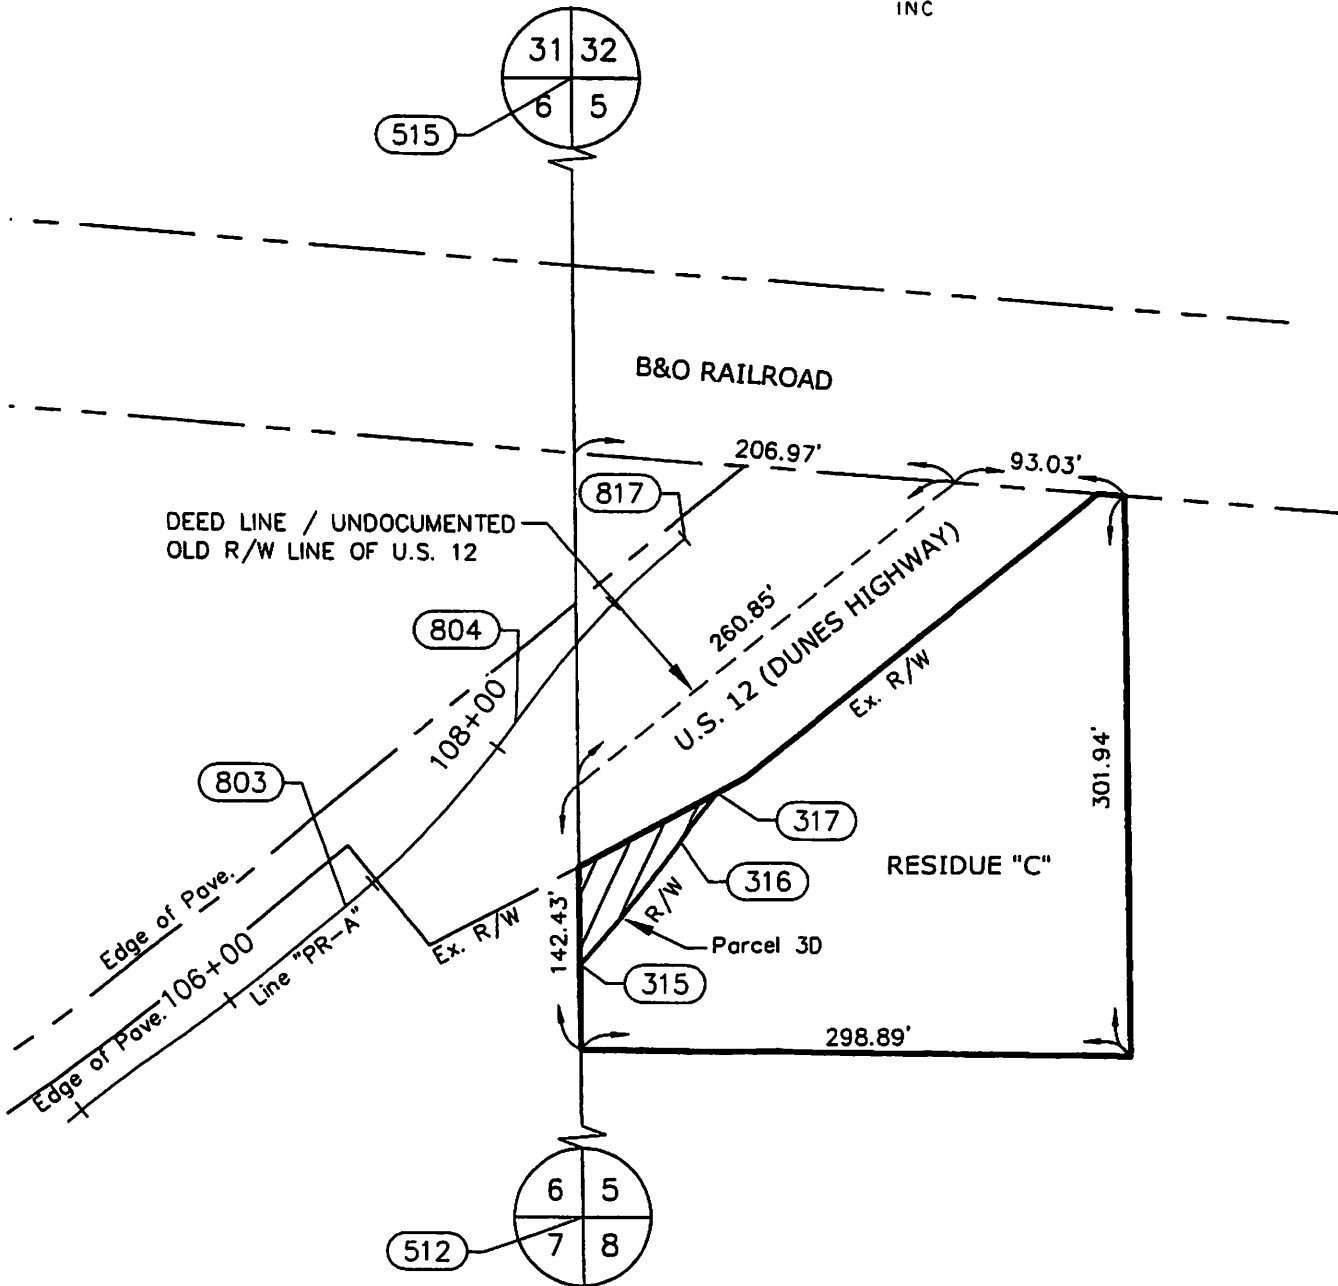 INC
31 32
6 5
515
B&O RAILROAD
206.97'
93.03'
817
DEED LINE / UNDOCUMENTED
OLD R/W LINE OF U.S. 12
260.85'
U.S. 12 (DUNES HIGHWAY)
804
Ex. R/W
108+00
803
301.94'
317
RESIDUE "C"
316
R/W
Edge of Pave.
Ex. R/W
142.43'
Parcel 3D
106+00
Line "PR-A"
315
Edge of Pave.
298.89'
6 5
7 8
512